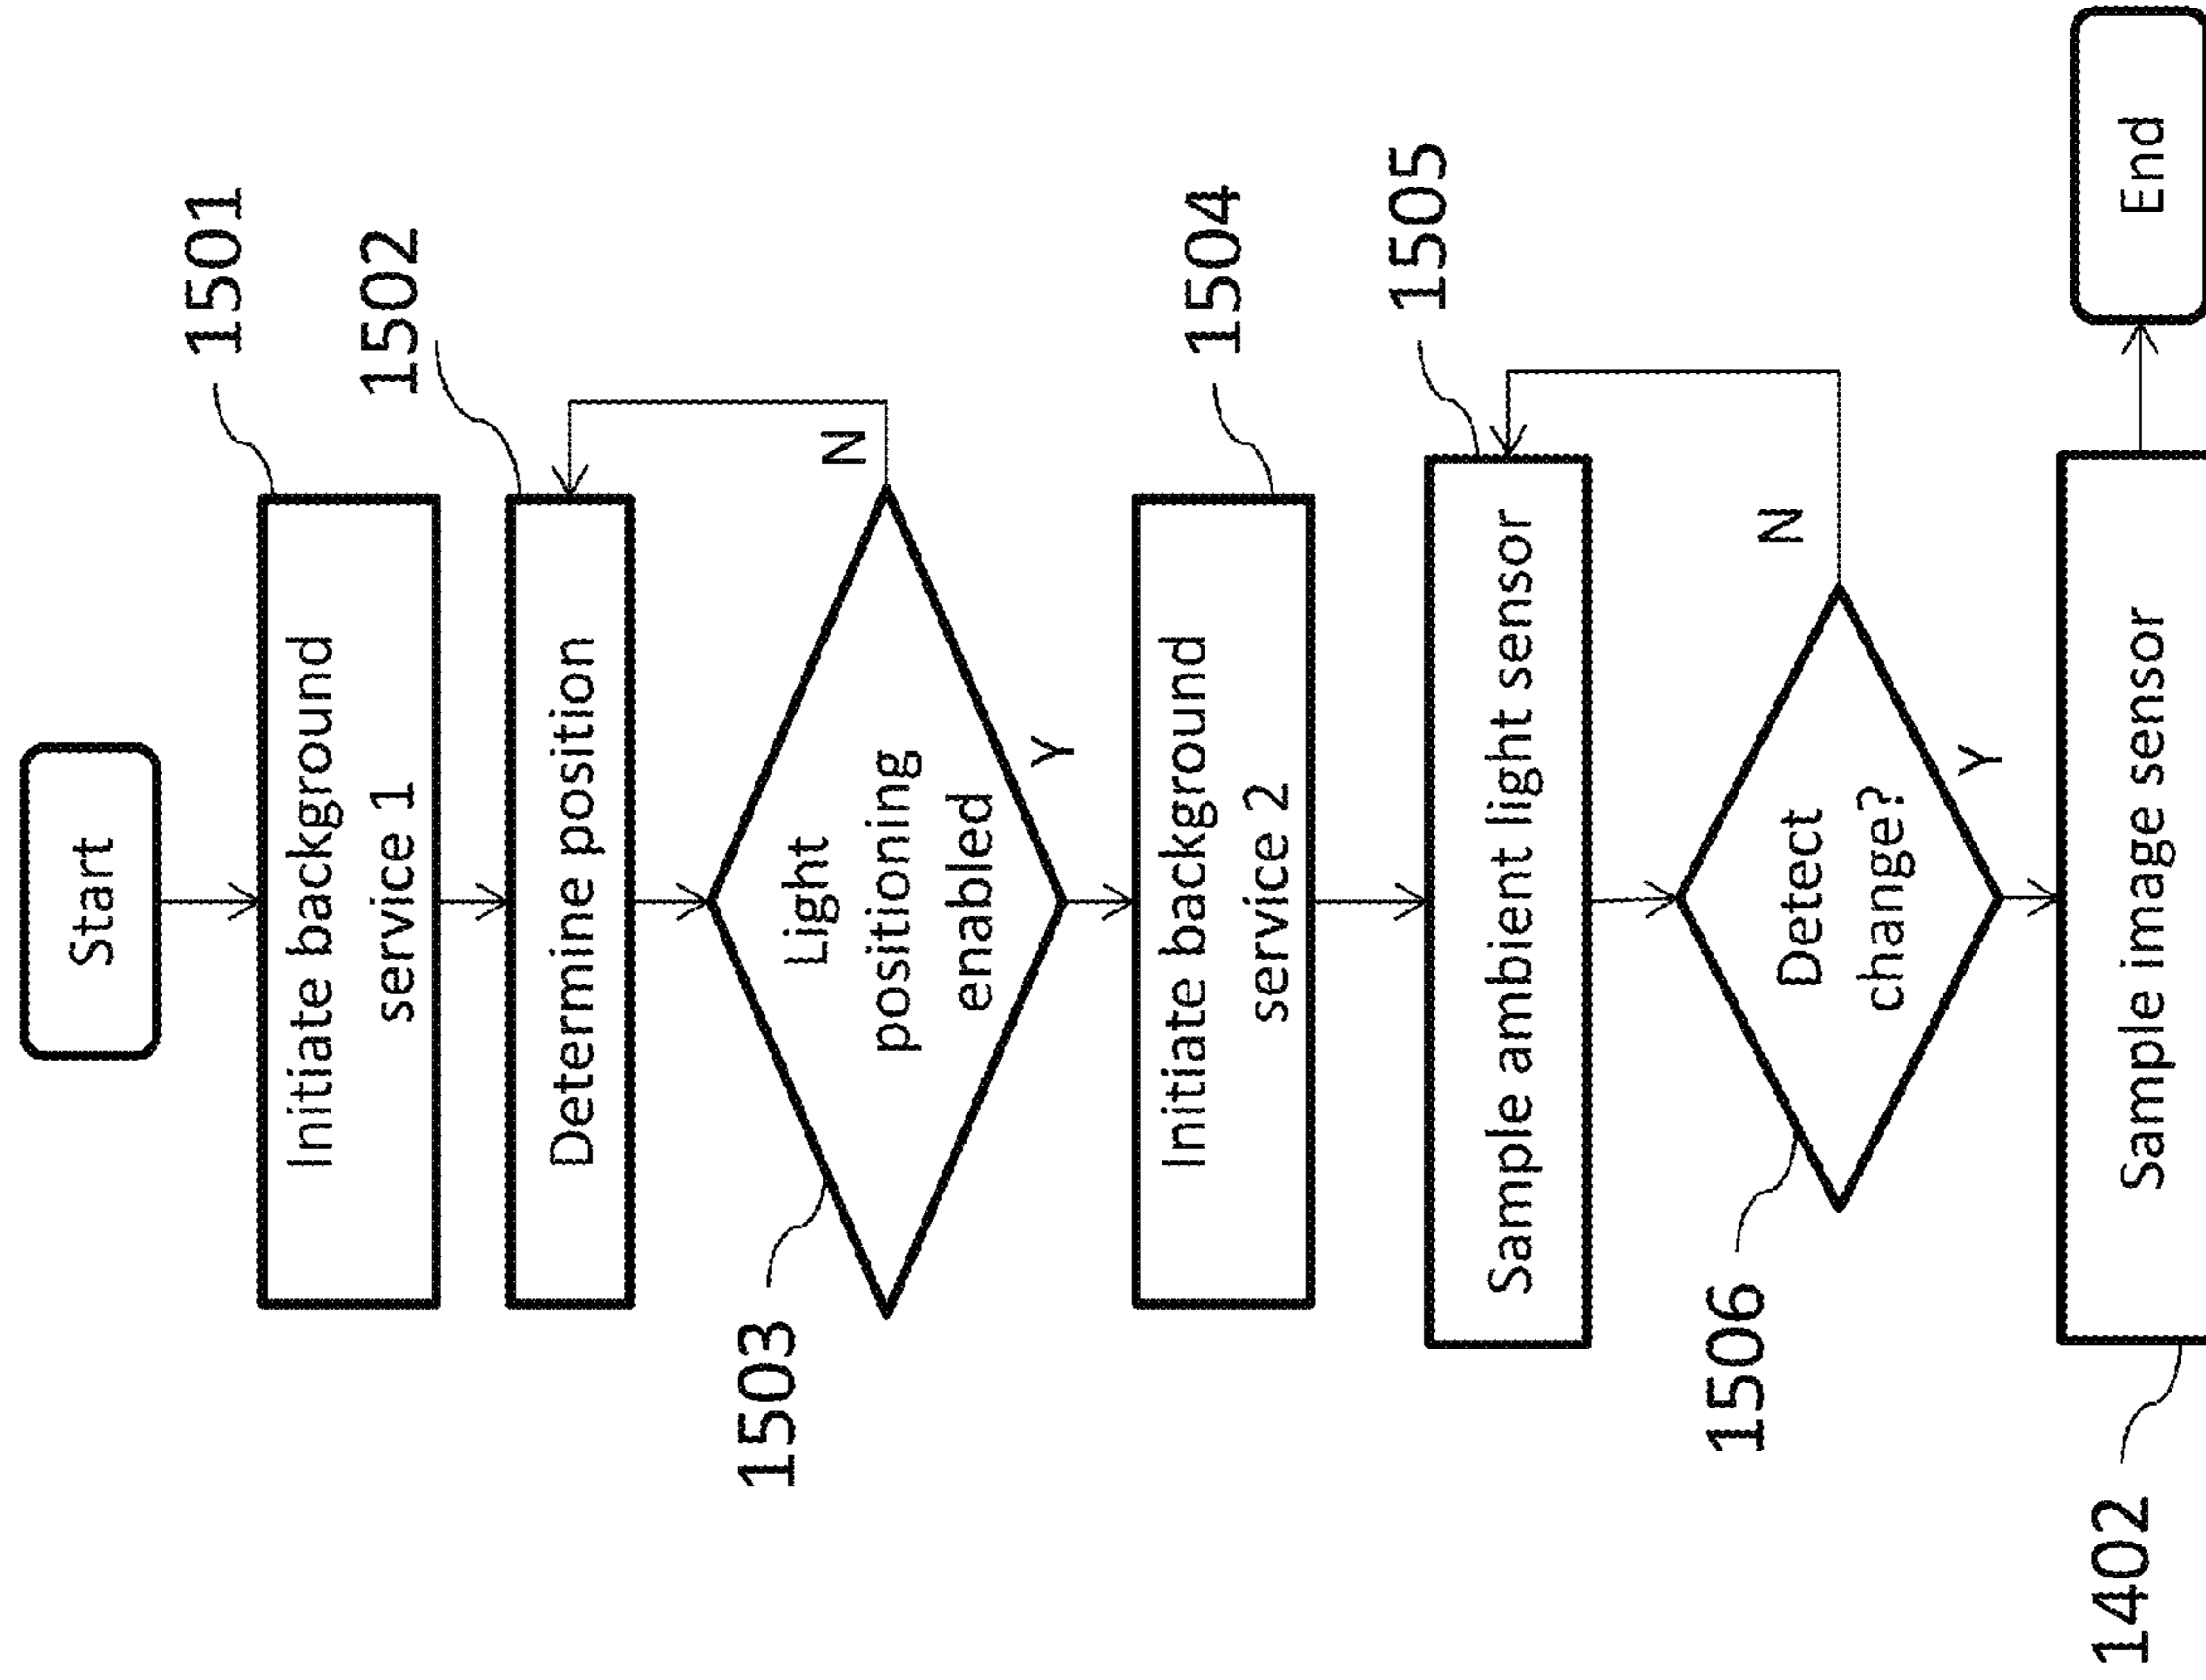 Start
1501
Initiate background
service 1
1502
Determine position
1503
Light
positioning
enabled
N
Y
1504
Initiate background
service 2
1505
Sample ambient light sensor
1506
Detect
change?
N
Y
1402
Sample image sensor
End